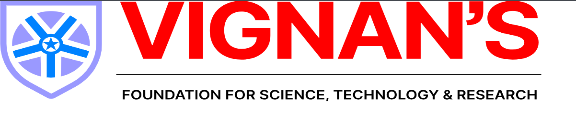 VIGNAN'S
FOUNDATION FOR SCIENCE, TECHNOLOGY & RESEARCH